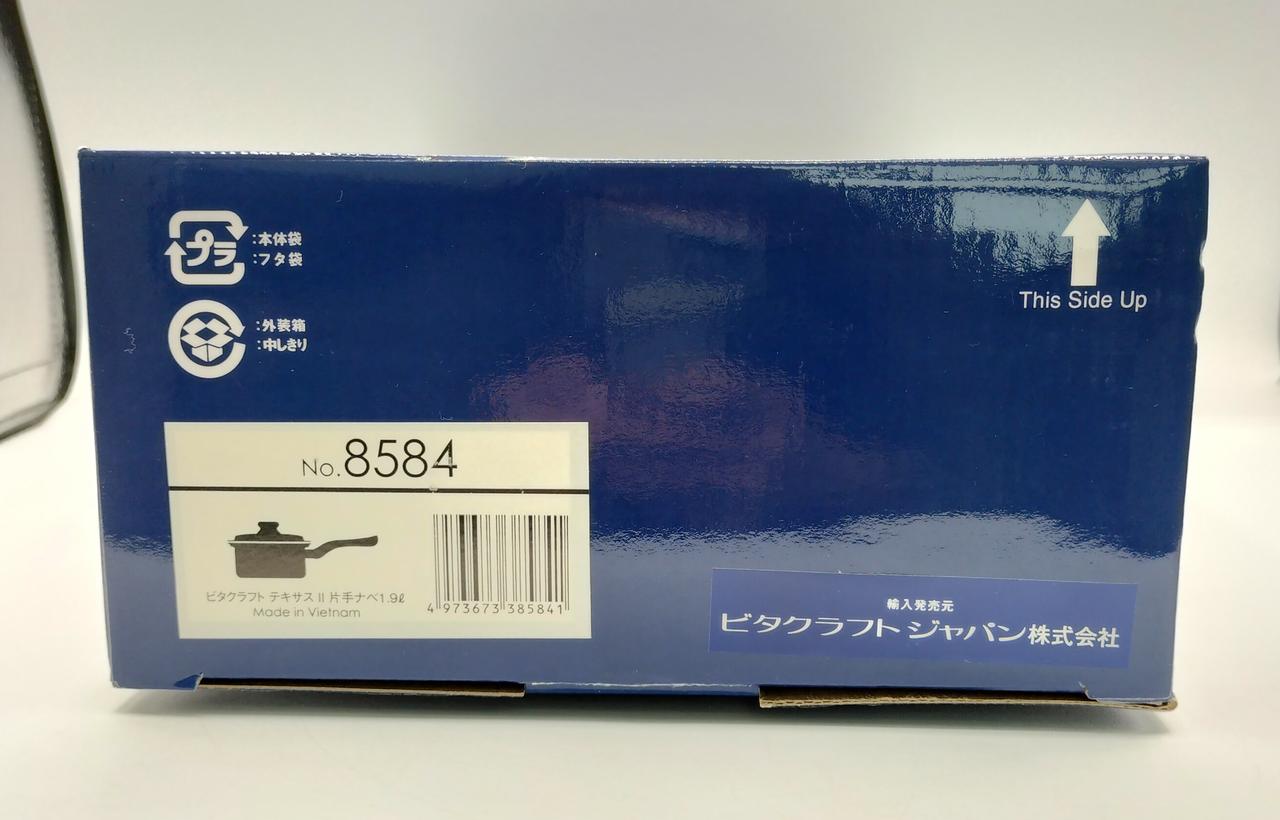 プラ
:本体袋
:フタ袋
:外装箱
:中しきり
This Side Up
No.8584
ビタクラフト テキサス II 片手ナベ1.9ℓ
Made in Vietnam
4 973673 385841
輸入発売元
ビタクラフト ジャパン株式会社